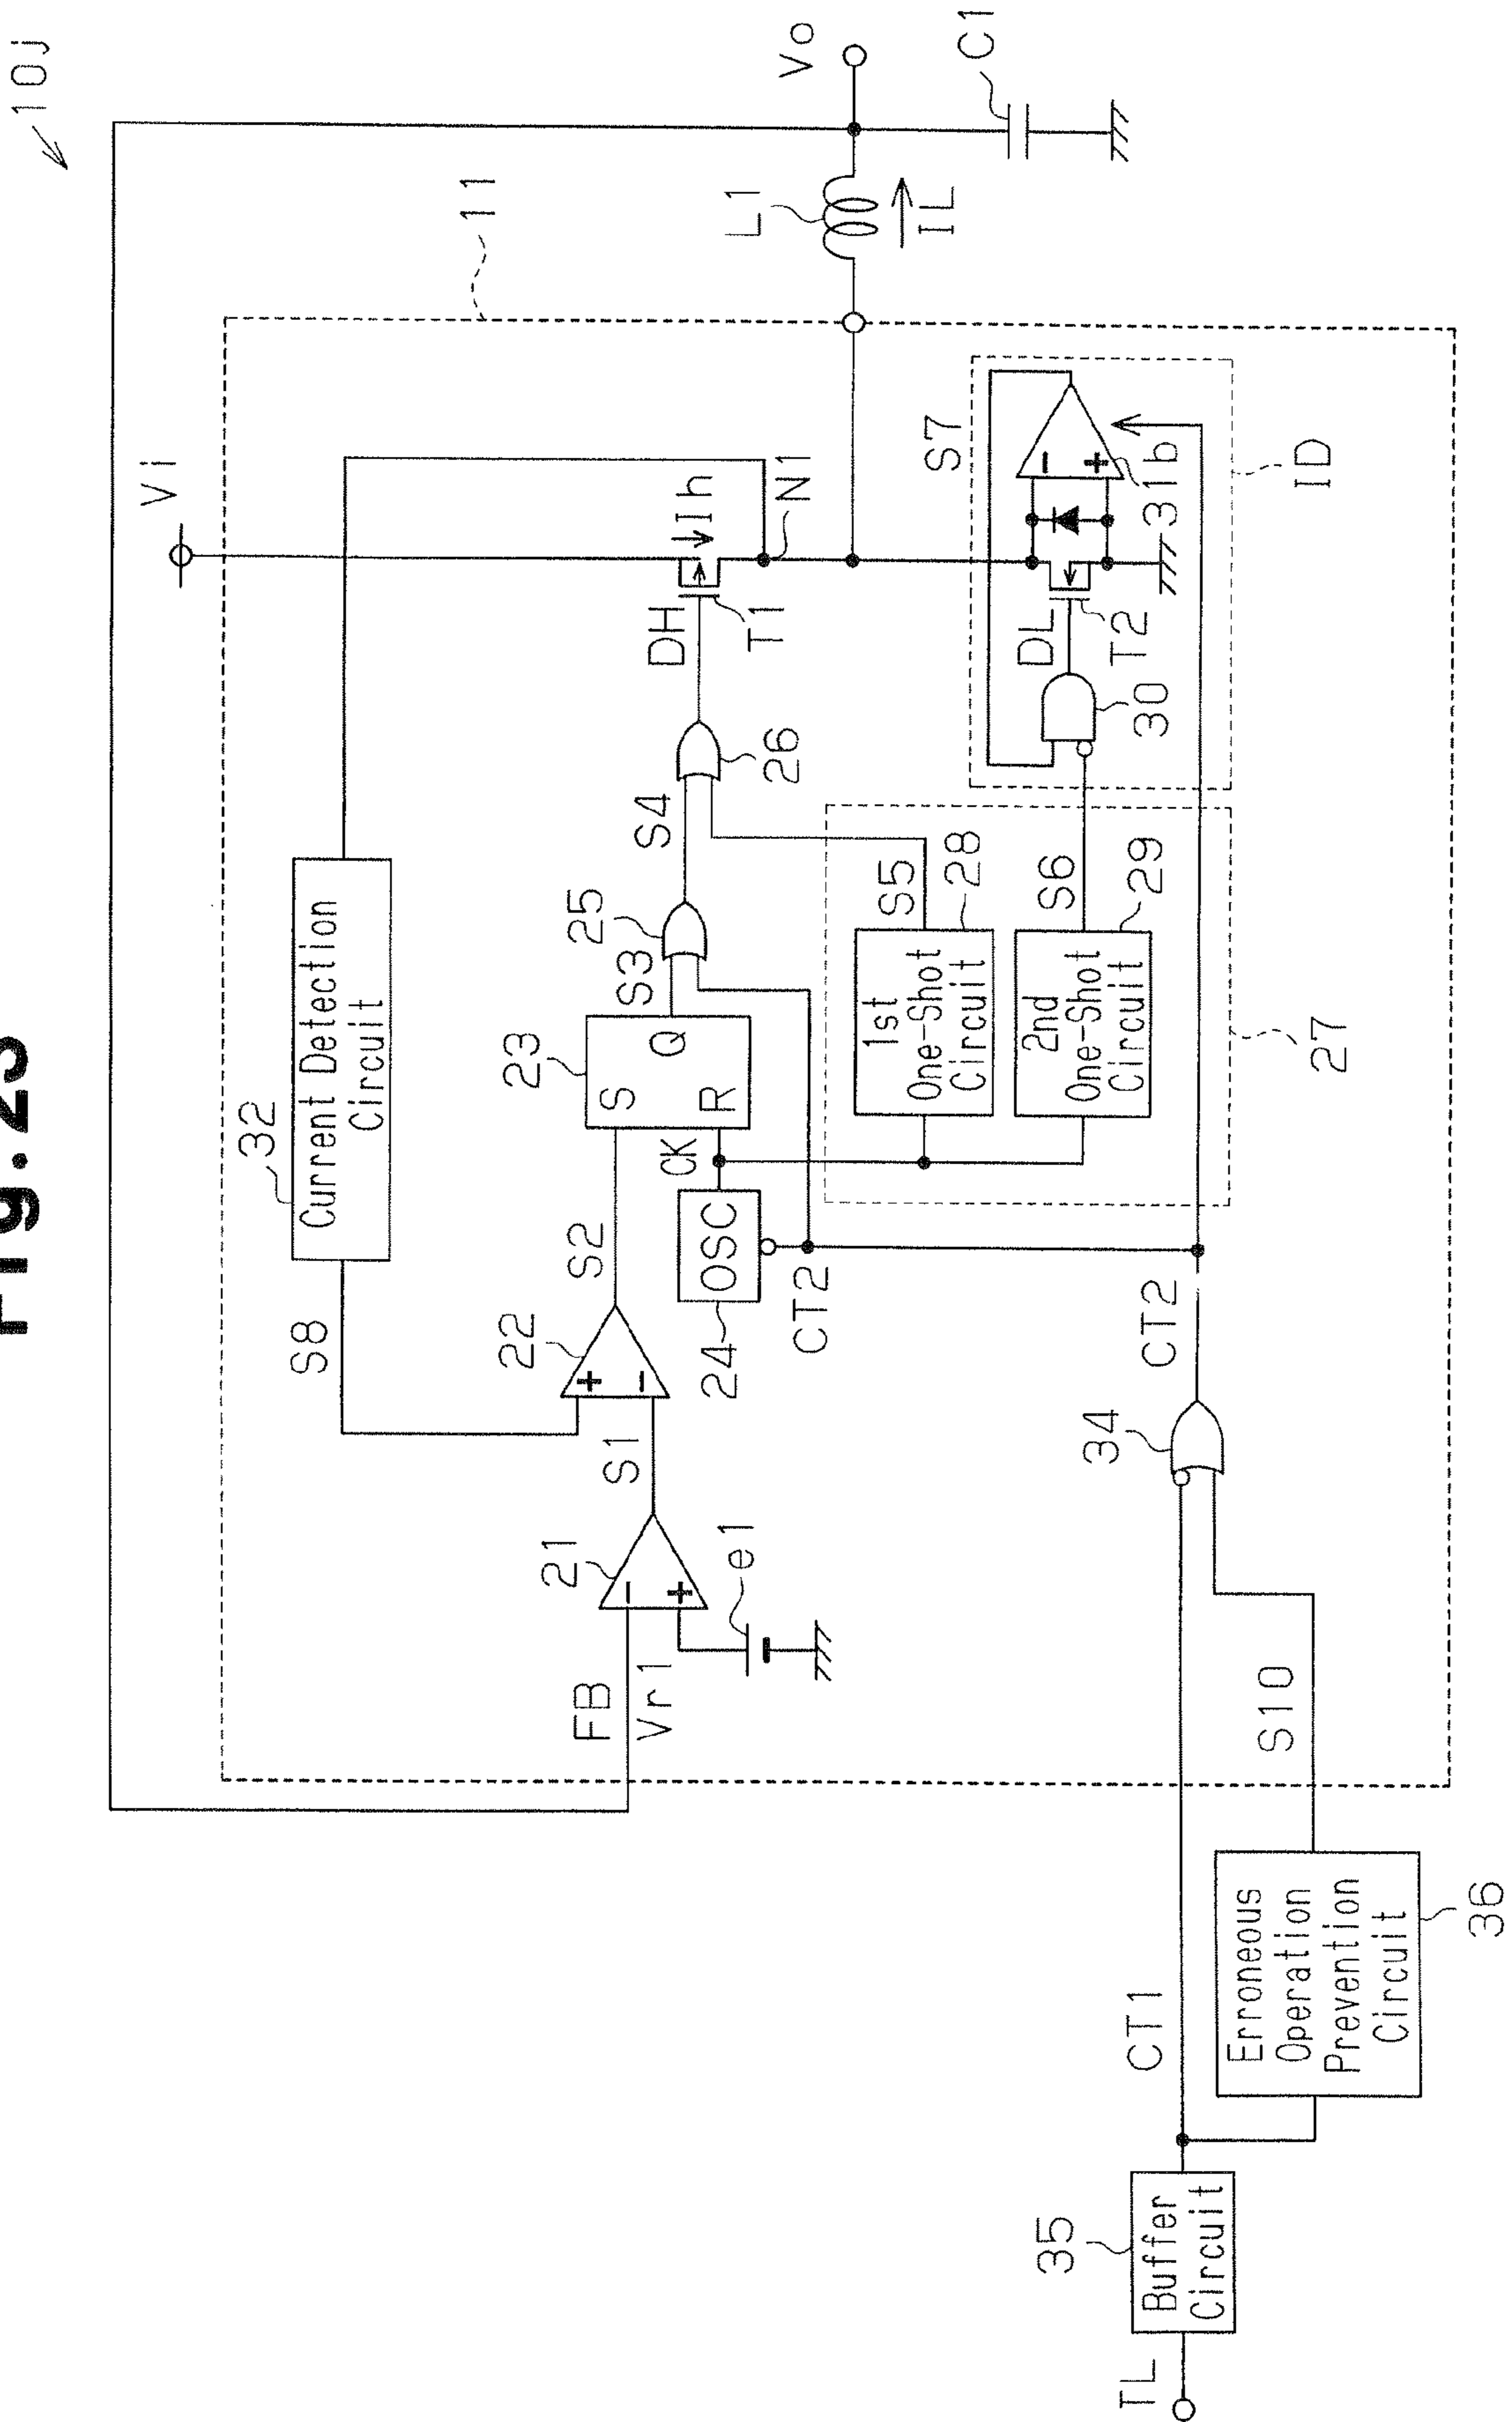 Fig.23
10j
11
Vi
Vo
C1
L1
IL
32
Current Detection
Circuit
S8
Ih
N1
DH
T1
26
S4
25
S3
23
S
Q
R
CK
S2
22
+
−
S1
21
−
+
e1
FB
Vr1
OSC
24
CT2
S5
28
1st
One-Shot
Circuit
S6
29
2nd
One-Shot
Circuit
27
S7
−
+
31b
ID
DL
T2
30
CT2
34
S10
CT1
Erroneous
Operation
Prevention
Circuit
36
35
Buffer
Circuit
TL